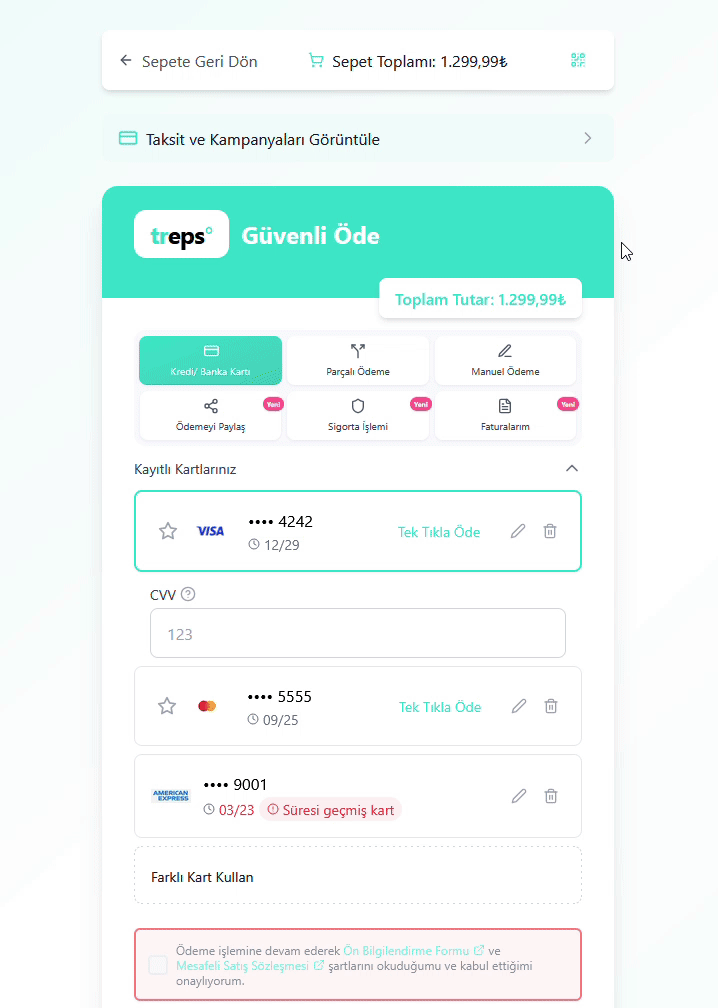 Sepete Geri Dön
Sepet Toplamı: 1.299,99₺
Taksit ve Kampanyaları Görüntüle
treps°
Güvenli Öde
Toplam Tutar: 1.299,99₺
Kredi/ Banka Kartı
Parçalı Ödeme
Manuel Ödeme
Yeni
Ödemeyi Paylaş
Yeni
Sigorta İşlemi
Yeni
Faturalarım
Kayıtlı Kartlarınız
VISA
•••• 4242
12/29
Tek Tıkla Öde
CVV ?
123
•••• 5555
09/25
Tek Tıkla Öde
AMERICAN
EXPRESS
•••• 9001
03/23
Süresi geçmiş kart
Farklı Kart Kullan
Ödeme işlemine devam ederek Ön Bilgilendirme Formu ve
Mesafeli Satış Sözleşmesi şartlarını okuduğumu ve kabul ettiğimi
onaylıyorum.